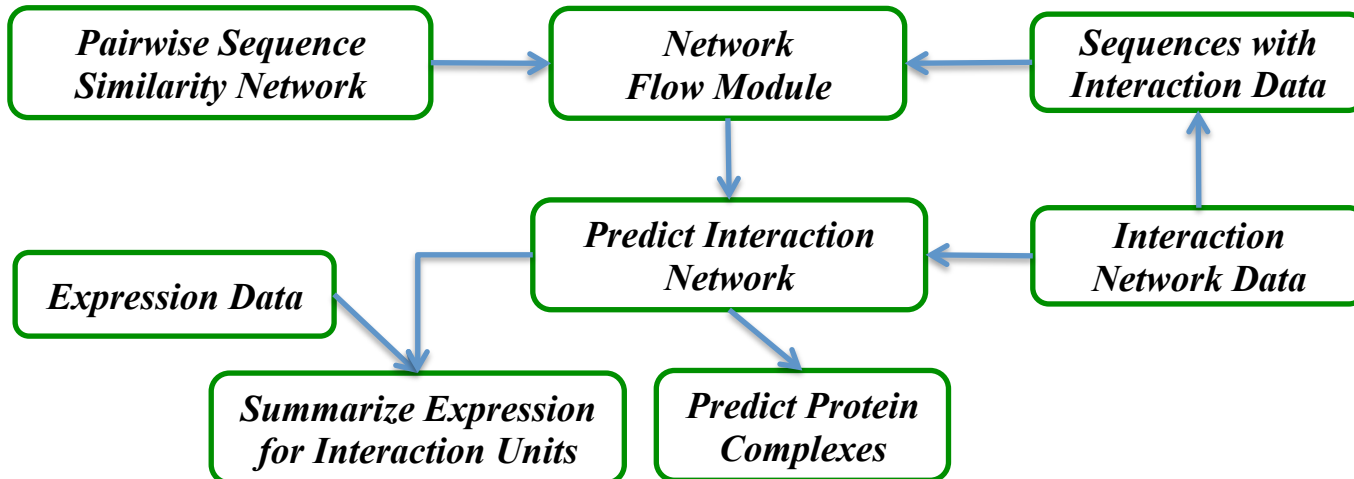 Pairwise Sequence
Similarity Network
Network
Flow Module
Sequences with
Interaction Data
Predict Interaction
Network
Interaction
Network Data
Expression Data
Summarize Expression
for Interaction Units
Predict Protein
Complexes